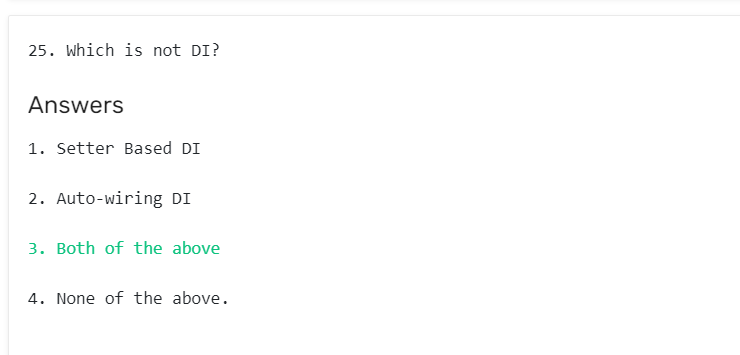 25. Which is not DI?
Answers
1. Setter Based DI
2. Auto-wiring DI
3. Both of the above
4. None of the above.